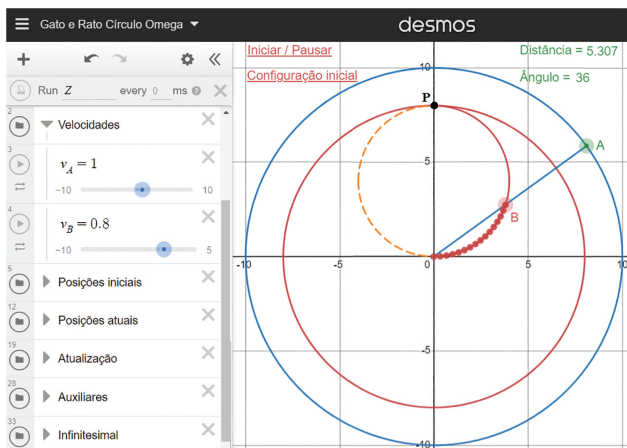 Gato e Rato Círculo Omega
desmos
Run Z every 0 ms
2
Velocidades
3
v_A = 1
-10 10
4
v_B = 0.8
-10 5
5
Posições iniciais
12
Posições atuais
19
Atualização
28
Auxiliares
33
Infinitesimal
Iniciar / Pausar
Distância = 5.307
Configuração inicial
Ângulo = 36
10
P
A
5
B
-10 -5 0 5 10
-5
-10